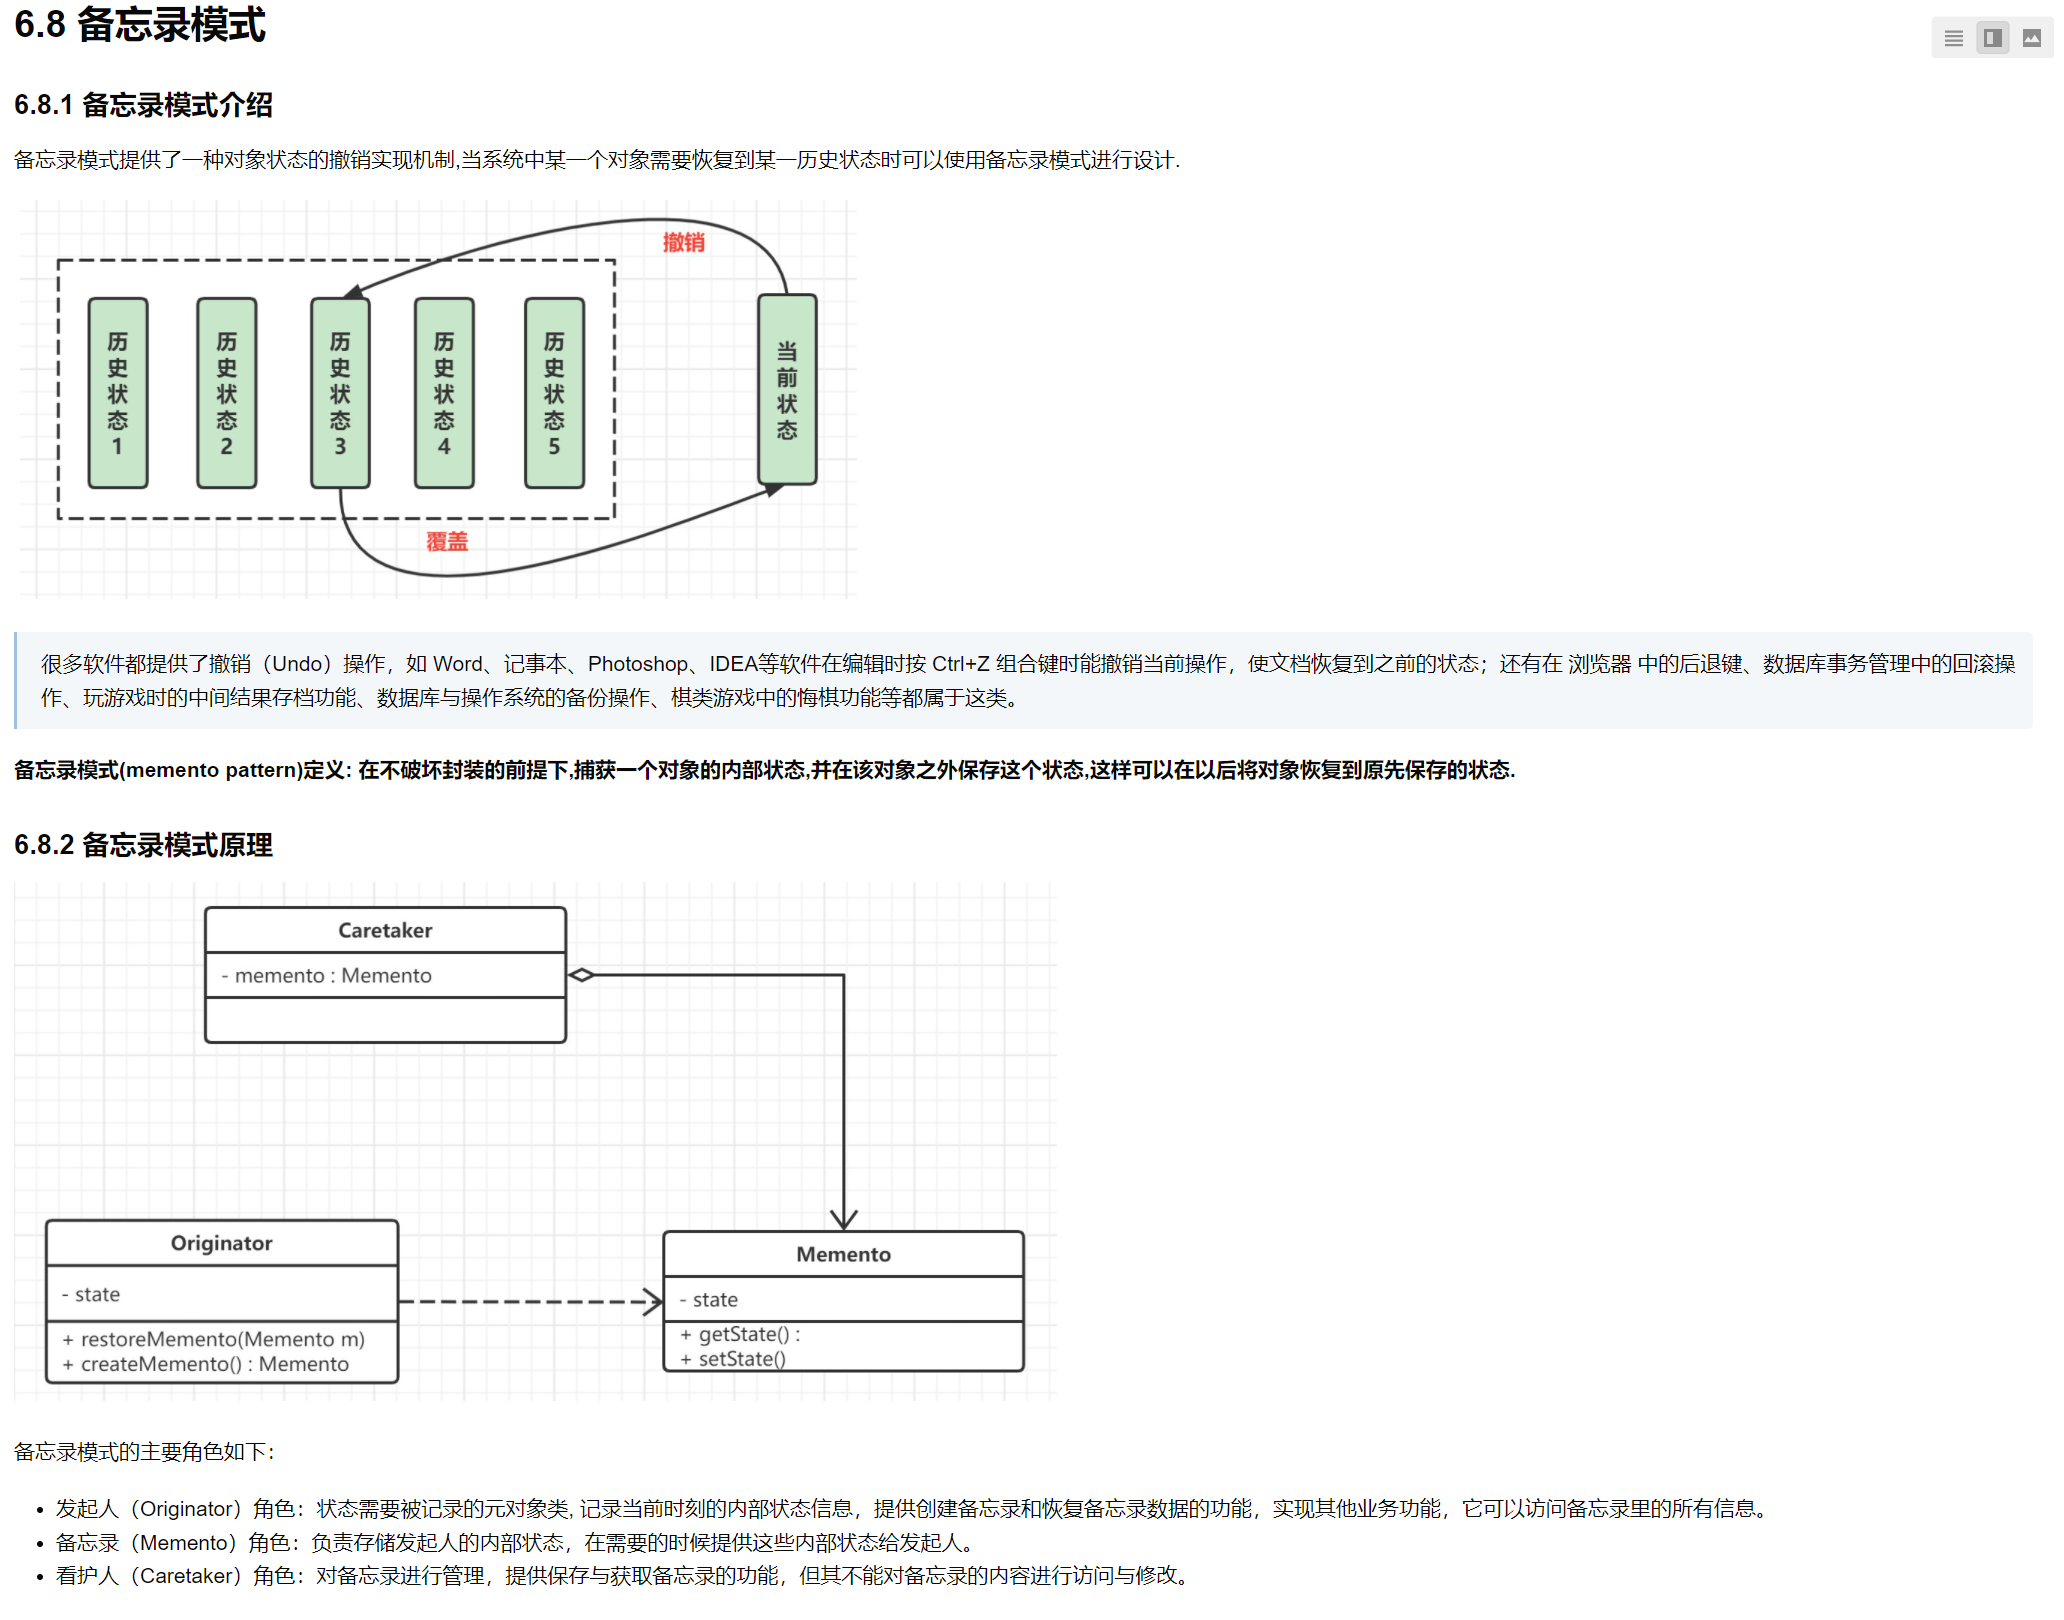 6.8 备忘录模式
6.8.1 备忘录模式介绍
备忘录模式提供了一种对象状态的撤销实现机制,当系统中某一个对象需要恢复到某一历史状态时可以使用备忘录模式进行设计.
撤销
历史状态1
历史状态2
历史状态3
历史状态4
历史状态5
当前状态
覆盖
很多软件都提供了撤销（Undo）操作，如 Word、记事本、Photoshop、IDEA等软件在编辑时按 Ctrl+Z 组合键时能撤销当前操作，使文档恢复到之前的状态；还有在 浏览器 中的后退键、数据库事务管理中的回滚操
作、玩游戏时的中间结果存档功能、数据库与操作系统的备份操作、棋类游戏中的悔棋功能等都属于这类。
备忘录模式(memento pattern)定义: 在不破坏封装的前提下,捕获一个对象的内部状态,并在该对象之外保存这个状态,这样可以在以后将对象恢复到原先保存的状态.
6.8.2 备忘录模式原理
Caretaker
- memento : Memento
Originator
- state
+ restoreMemento(Memento m)
+ createMemento() : Memento
Memento
- state
+ getState() :
+ setState()
备忘录模式的主要角色如下：
• 发起人（Originator）角色：状态需要被记录的元对象类, 记录当前时刻的内部状态信息，提供创建备忘录和恢复备忘录数据的功能，实现其他业务功能，它可以访问备忘录里的所有信息。
• 备忘录（Memento）角色：负责存储发起人的内部状态，在需要的时候提供这些内部状态给发起人。
• 看护人（Caretaker）角色：对备忘录进行管理，提供保存与获取备忘录的功能，但其不能对备忘录的内容进行访问与修改。